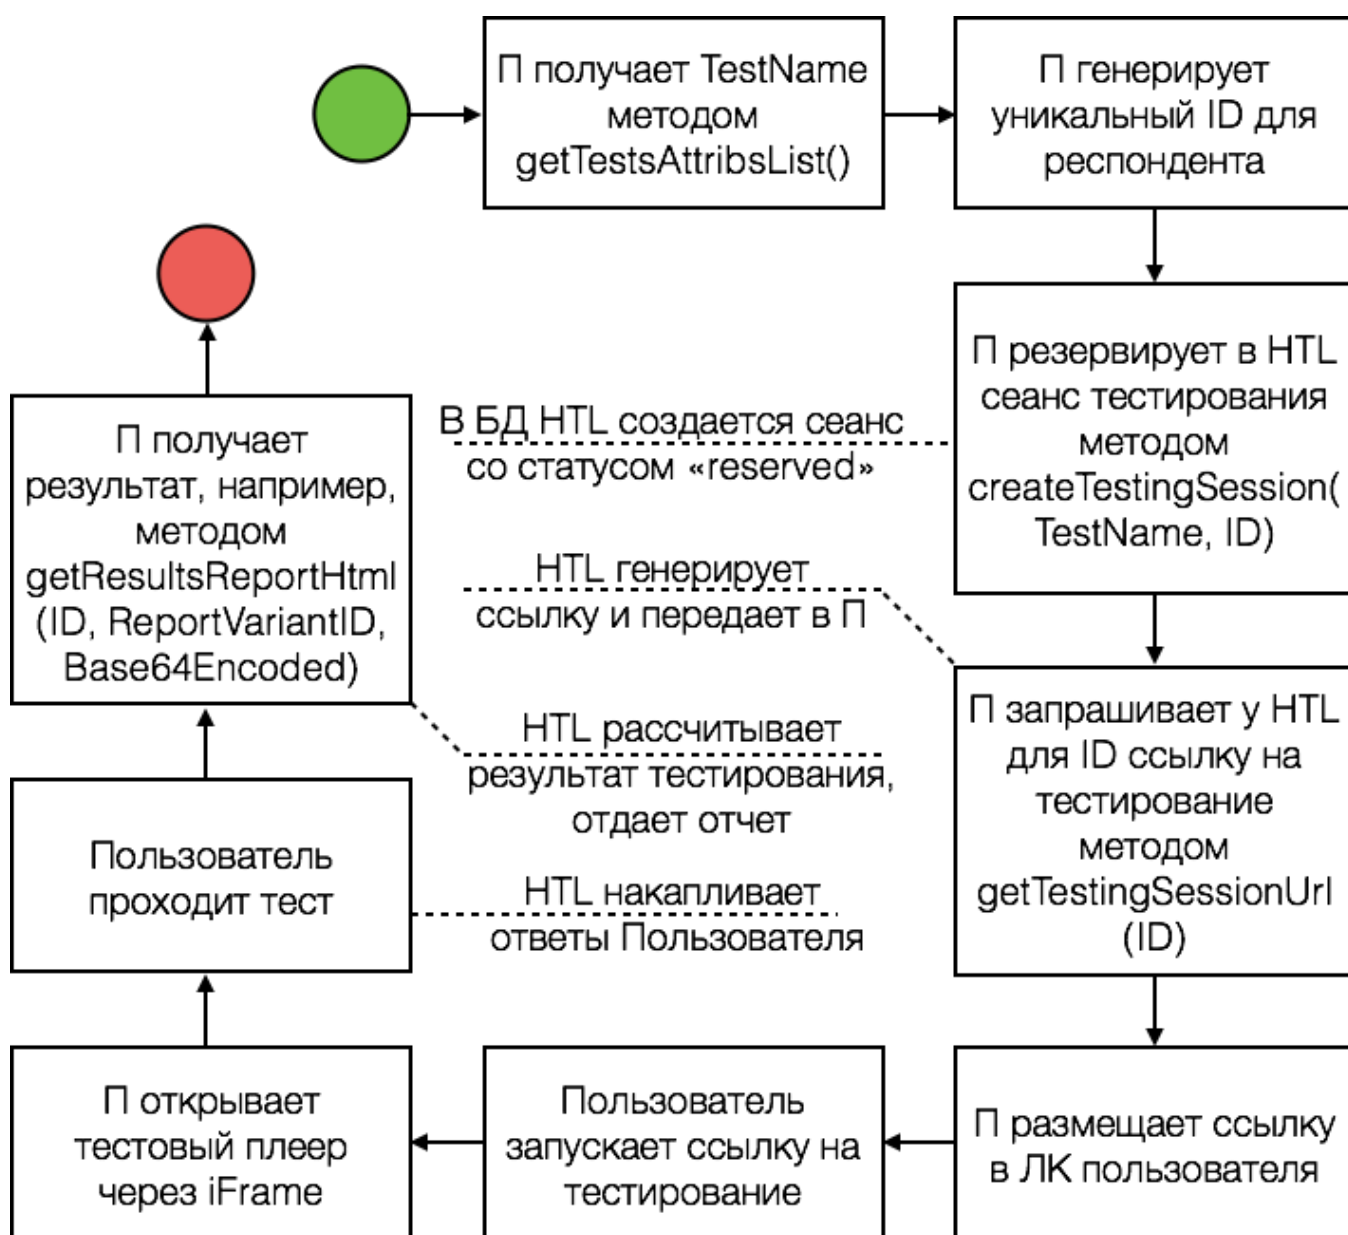 П получает TestName
методом
getTestsAttribsList()
П генерирует
уникальный ID для
респондента
П резервирует в HTL
сеанс тестирования
методом
createTestingSession(
TestName, ID)
В БД HTL создается сеанс
со статусом «reserved»
HTL генерирует
ссылку и передает в П
П запрашивает у HTL
для ID ссылку на
тестирование
методом
getTestingSessionUrl
(ID)
П размещает ссылку
в ЛК пользователя
Пользователь
запускает ссылку на
тестирование
П открывает
тестовый плеер
через iFrame
Пользователь
проходит тест
HTL накапливает
ответы Пользователя
П получает
результат, например,
методом
getResultsReportHtml
(ID, ReportVariantID,
Base64Encoded)
HTL рассчитывает
результат тестирования,
отдает отчет